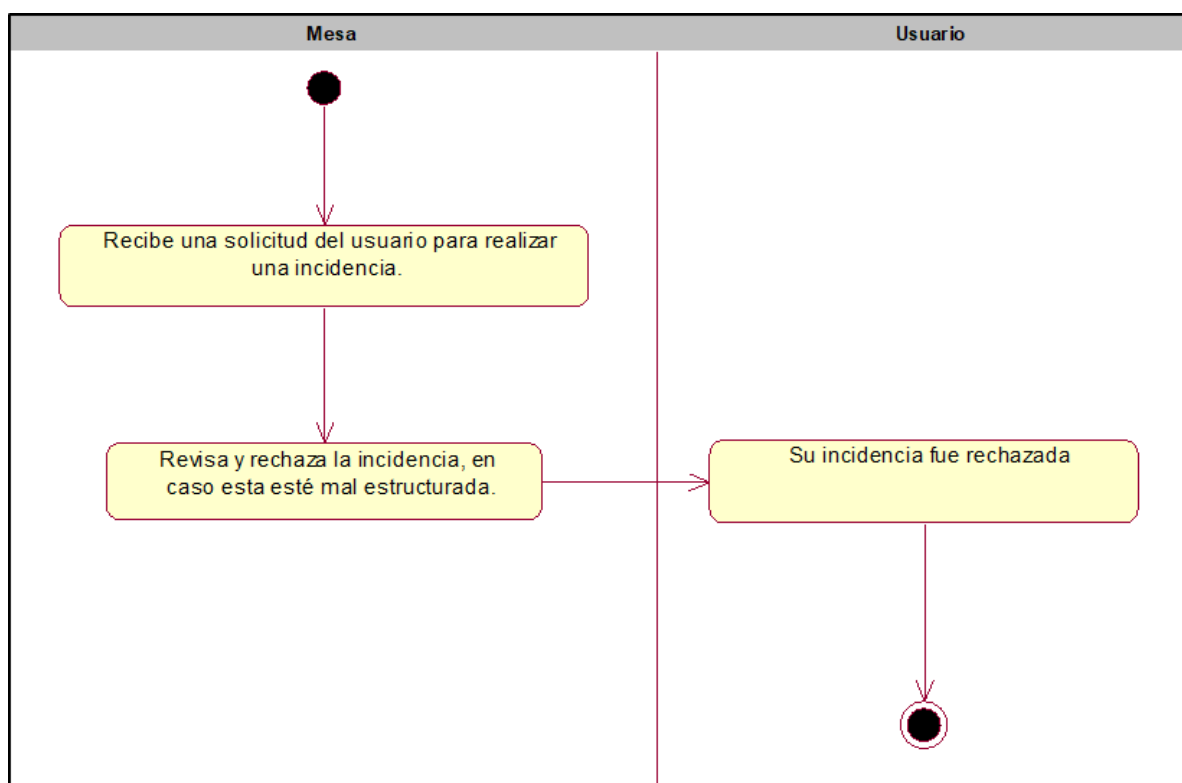 Mesa
Usuario
Recibe una solicitud del usuario para realizar
una incidencia.
Revisa y rechaza la incidencia, en
caso esta esté mal estructurada.
Su incidencia fue rechazada